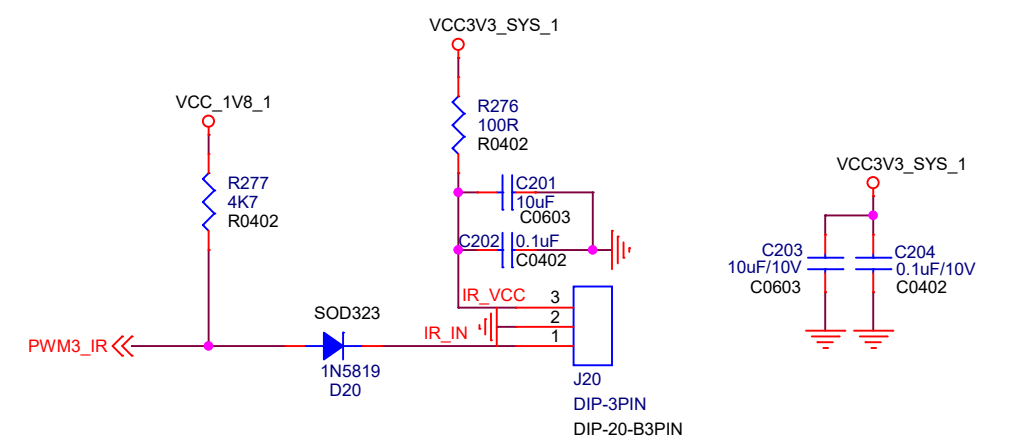 VCC3V3_SYS_1
VCC_1V8_1
R276
100R
R0402
R277
4K7
R0402
C201
10uF
C0603
C202
0.1uF
C0402
VCC3V3_SYS_1
C203
10uF/10V
C0603
C204
0.1uF/10V
C0402
IR_VCC
3
2
1
IR_IN
SOD323
PWM3_IR
1N5819
D20
J20
DIP-3PIN
DIP-20-B3PIN